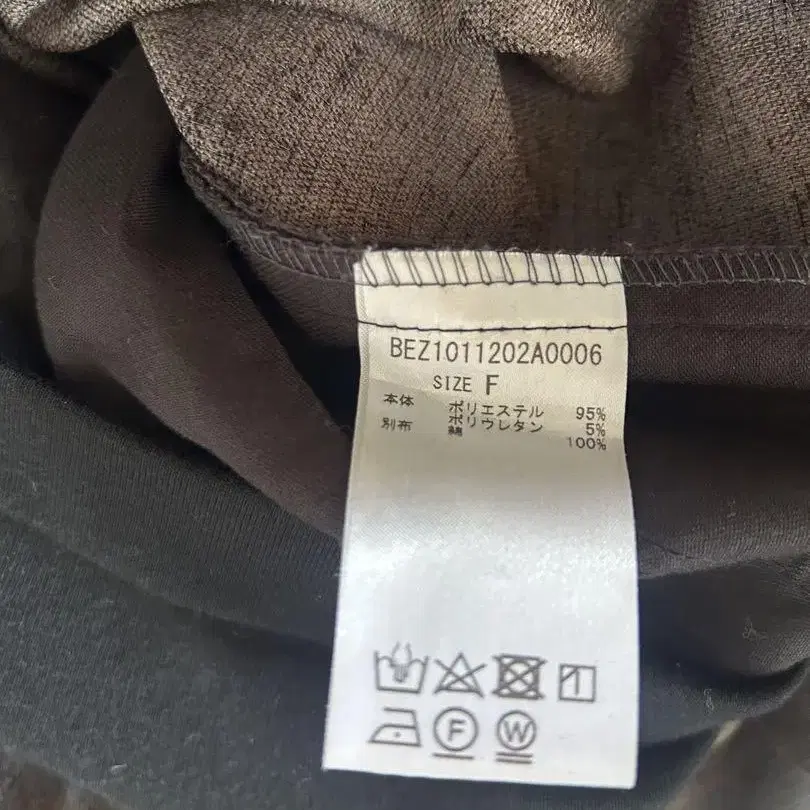 BEZ1011202A0006
SIZE F
本体 ポリエステル 95%
ポリウレタン 5%
別布 綿 100%
F W